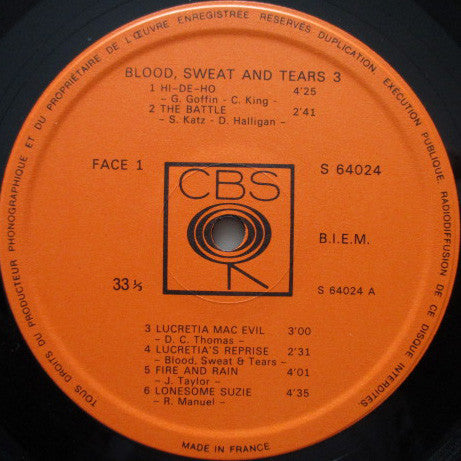 TOUS DROITS DU PRODUCTEUR PHONOGRAPHIQUE ET DU PROPRIÉTAIRE DE L'ŒUVRE ENREGISTRÉE RÉSERVÉS DUPLICATION, EXÉCUTION PUBLIQUE, RADIODIFFUSION DE CE DISQUE INTERDITES.
BLOOD, SWEAT AND TEARS 3
1 HI-DE-HO 4'25
– G. Goffin - C. King –
2 THE BATTLE 2'41
– S. Katz - D. Halligan –
FACE 1 S 64024
CBS
B.I.E.M.
33 ⅓ S 64024 A
3 LUCRETIA MAC EVIL 3'00
– D. C. Thomas –
4 LUCRETIA'S REPRISE 2'31
– Blood, Sweat & Tears –
5 FIRE AND RAIN 4'01
– J. Taylor –
6 LONESOME SUZIE 4'35
– R. Manuel –
MADE IN FRANCE